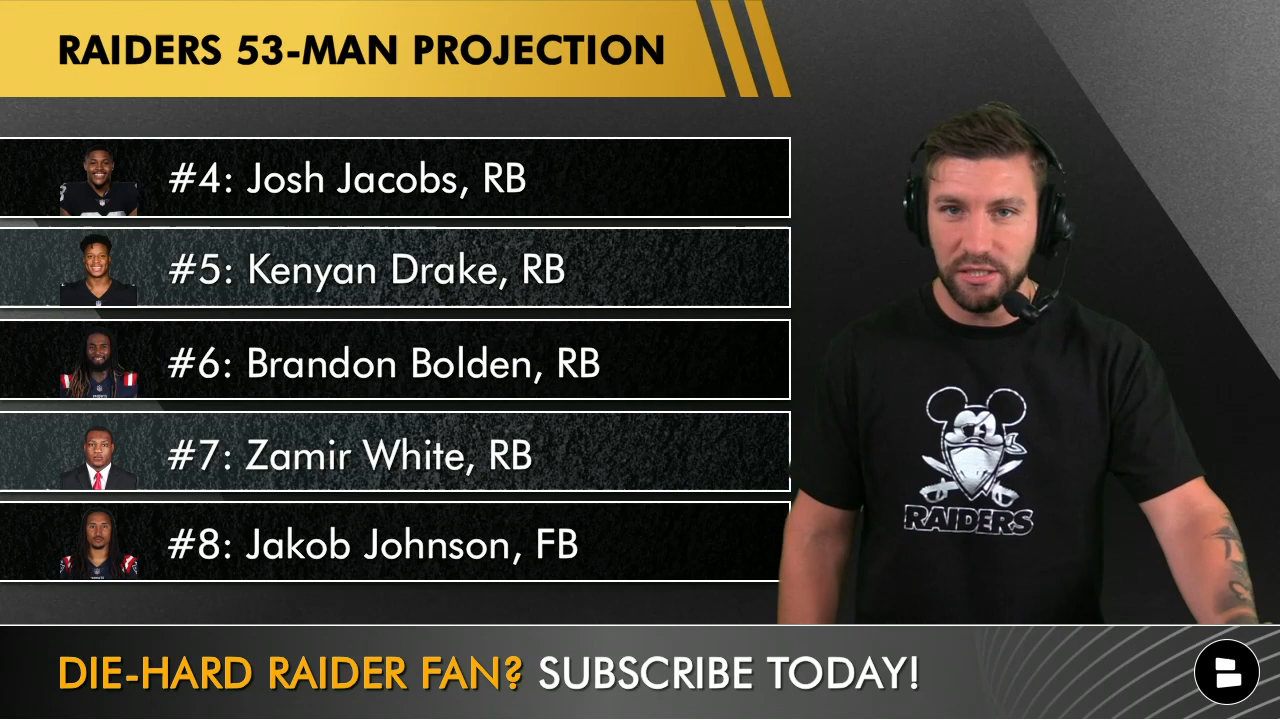 RAIDERS 53-MAN PROJECTION
#4: Josh Jacobs, RB
#5: Kenyan Drake, RB
#6: Brandon Bolden, RB
#7: Zamir White, RB
#8: Jakob Johnson, FB
RAIDERS
DIE-HARD RAIDER FAN? SUBSCRIBE TODAY!